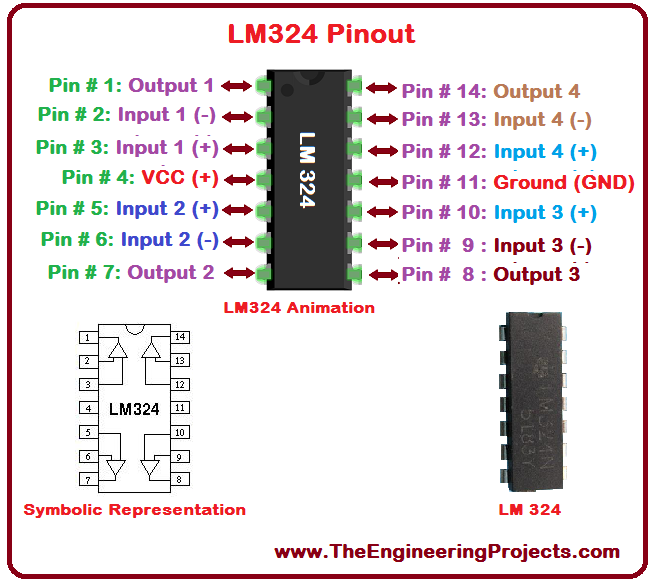 LM324 Pinout
Pin # 1: Output 1
Pin # 2: Input 1 (-)
Pin # 3: Input 1 (+)
Pin # 4: VCC (+)
Pin # 5: Input 2 (+)
Pin # 6: Input 2 (-)
Pin # 7: Output 2
LM 324
Pin # 14: Output 4
Pin # 13: Input 4 (-)
Pin # 12: Input 4 (+)
Pin # 11: Ground (GND)
Pin # 10: Input 3 (+)
Pin # 9 : Input 3 (-)
Pin # 8 : Output 3
LM324 Animation
1
2
3
4
5
6
7
LM324
14
13
12
11
10
9
8
Symbolic Representation
LM324N
5L83Y
LM 324
www.TheEngineeringProjects.com